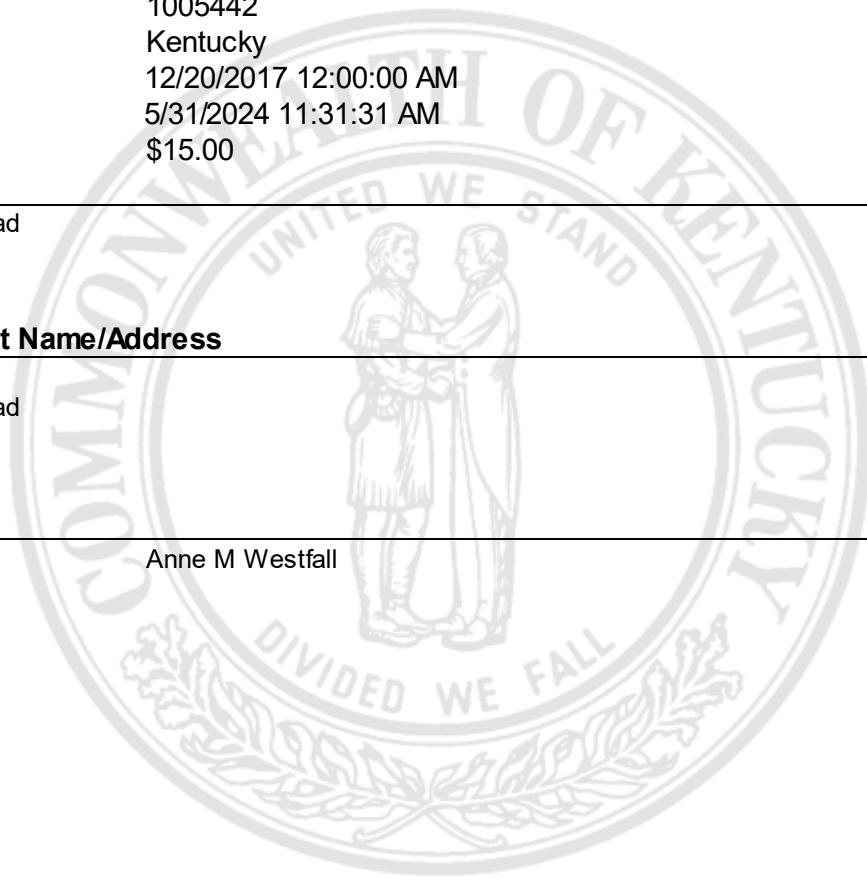 1005442
Kentucky
12/20/2017 12:00:00 AM
5/31/2024 11:31:31 AM
$15.00
ad
t Name/Address
ad
Anne M Westfall
COMMONWEALTH OF KENTUCKY
UNITED WE STAND
DIVIDED WE FALL